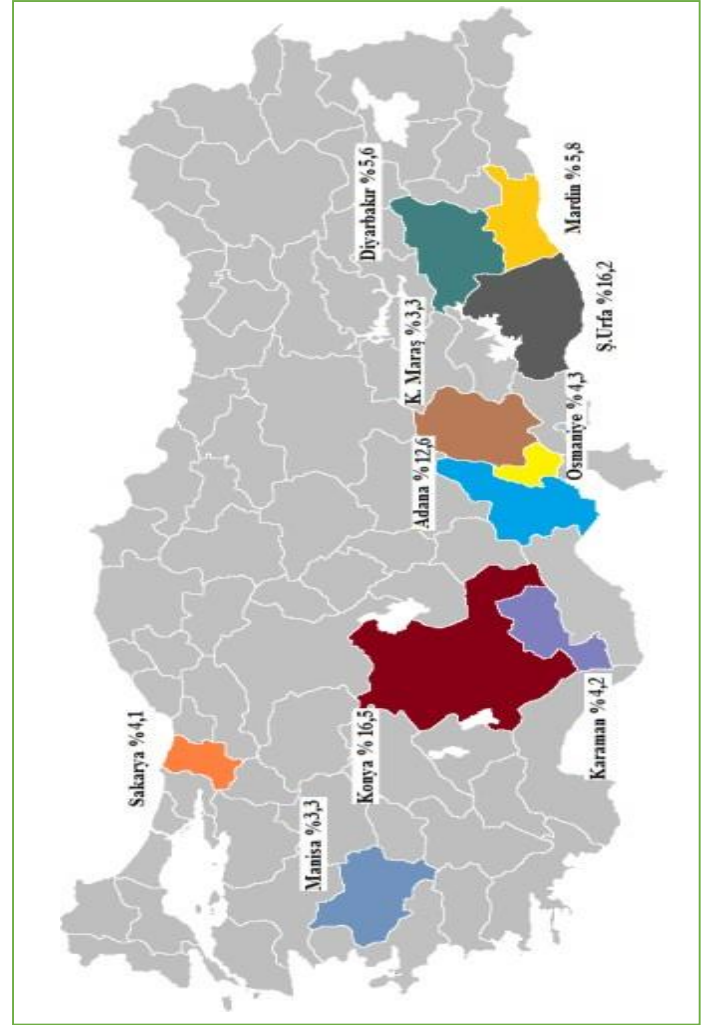 Sakarya %4,1
Manisa %3,3
Konya %16,5
Karaman %4,2
Adana %12,6
K. Maraş %3,3
Osmaniye %4,3
Diyarbakır %5,6
Ş.Urfa %16,2
Mardin %5,8